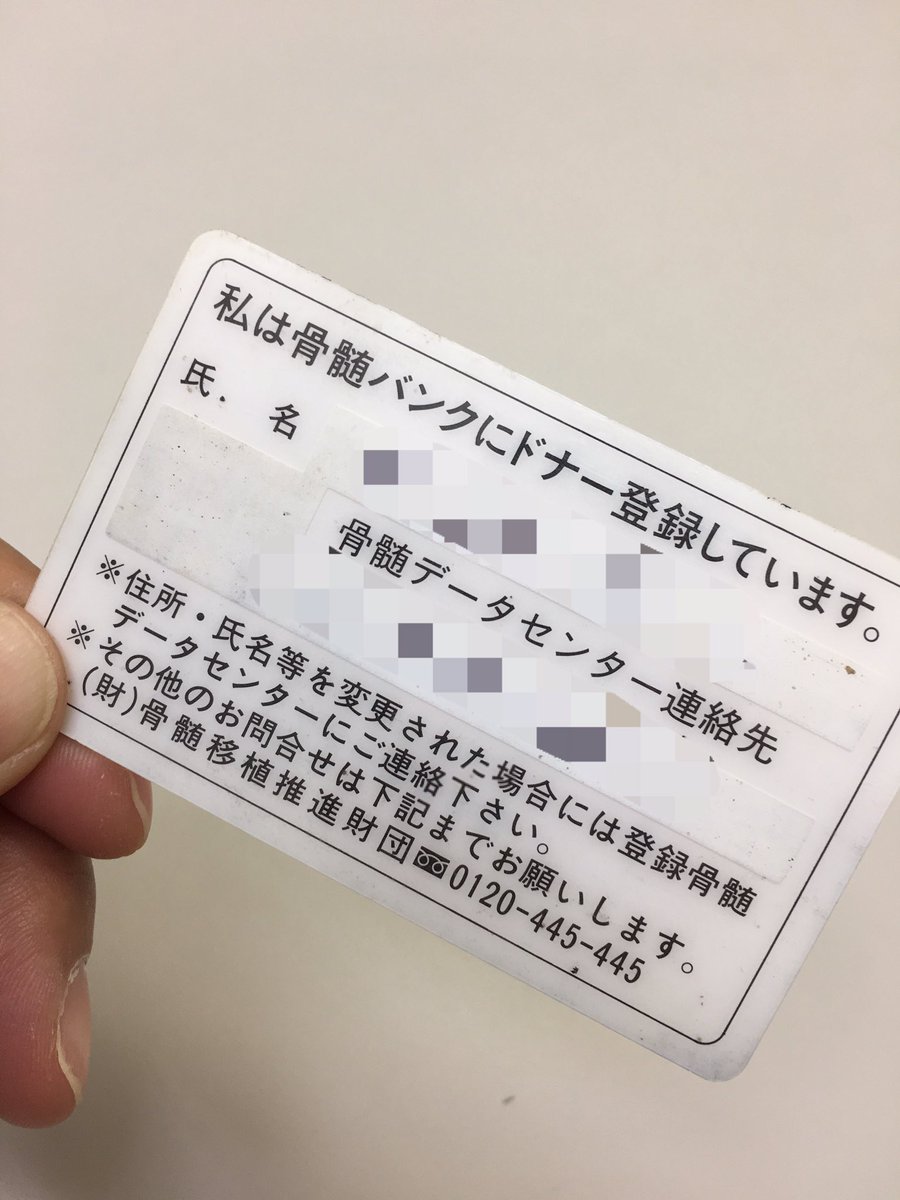 私は骨髄バンクにドナー登録しています。
氏．名
骨髄データセンター連絡先
※住所・氏名等を変更された場合には登録骨髄
データセンターにご連絡下さい。
※その他のお問合せは下記までお願いします。
(財)骨髄移植推進財団 0120-445-445